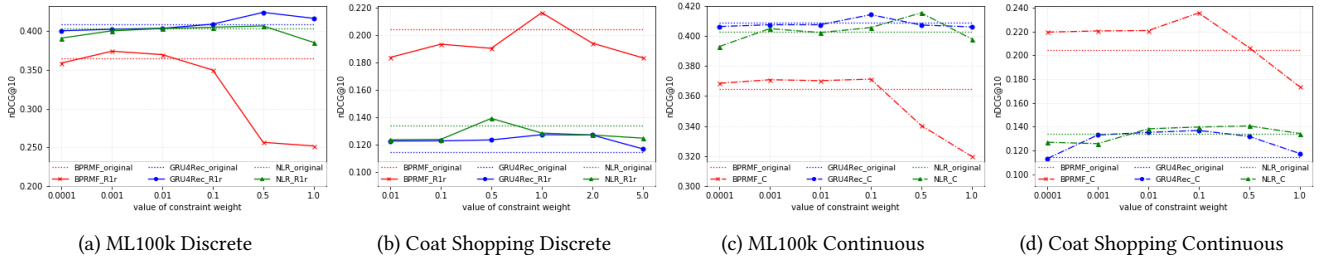 nDCG@10
0.400
0.350
0.300
0.250
0.200
BPRMF_original GRU4Rec_original NLR_original
BPRMF_R1r GRU4Rec_R1r NLR_R1r
0.0001 0.001 0.01 0.1 0.5 1.0
value of constraint weight
(a) ML100k Discrete
nDCG@10
0.220
0.200
0.180
0.160
0.140
0.120
0.100
BPRMF_original GRU4Rec_original NLR_original
BPRMF_R1r GRU4Rec_R1r NLR_R1r
0.01 0.1 0.5 1.0 2.0 5.0
value of constraint weight
(b) Coat Shopping Discrete
nDCG@10
0.420
0.400
0.380
0.360
0.340
0.320
0.300
BPRMF_original GRU4Rec_original NLR_original
BPRMF_C GRU4Rec_C NLR_C
0.0001 0.001 0.01 0.1 0.5 1.0
value of constraint weight
(c) ML100k Continuous
nDCG@10
0.240
0.220
0.200
0.180
0.160
0.140
0.120
0.100
BPRMF_original GRU4Rec_original NLR_original
BPRMF_C GRU4Rec_C NLR_C
0.0001 0.001 0.01 0.1 0.5 1.0
value of constraint weight
(d) Coat Shopping Continuous